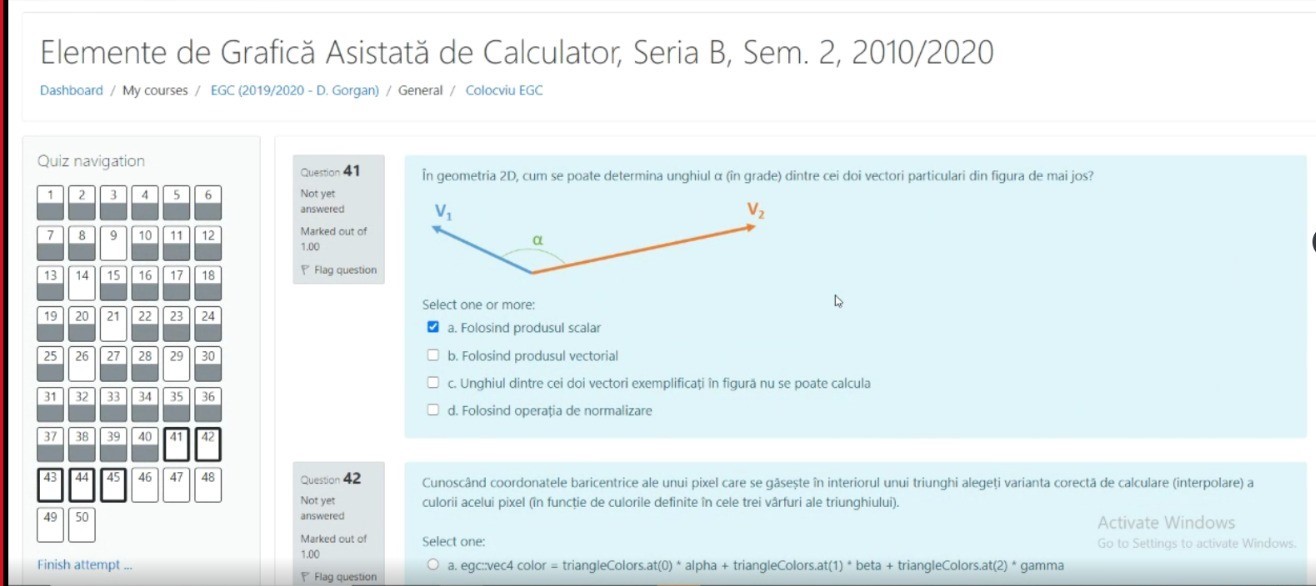 Elemente de Grafică Asistată de Calculator, Seria B, Sem. 2, 2010/2020
Dashboard / My courses / EGC (2019/2020 - D. Gorgan) / General / Colocviu EGC
Quiz navigation
1 2 3 4 5 6
7 8 9 10 11 12
13 14 15 16 17 18
19 20 21 22 23 24
25 26 27 28 29 30
31 32 33 34 35 36
37 38 39 40 41 42
43 44 45 46 47 48
49 50
Finish attempt ...
Question 41
Not yet
answered
Marked out of
1.00
Flag question
În geometria 2D, cum se poate determina unghiul α (în grade) dintre cei doi vectori particulari din figura de mai jos?
V₁
α
V₂
Select one or more:
a. Folosind produsul scalar
b. Folosind produsul vectorial
c. Unghiul dintre cei doi vectori exemplificați în figură nu se poate calcula
d. Folosind operația de normalizare
Question 42
Not yet
answered
Marked out of
1.00
Flag question
Cunoscând coordonatele baricentrice ale unui pixel care se găsește în interiorul unui triunghi alegeți varianta corectă de calculare (interpolare) a
culorii acelui pixel (în funcție de culorile definite în cele trei vârfuri ale triunghiului).
Select one:
a. egc::vec4 color = triangleColors.at(0) * alpha + triangleColors.at(1) * beta + triangleColors.at(2) * gamma
Activate Windows
Go to Settings to activate Windows.